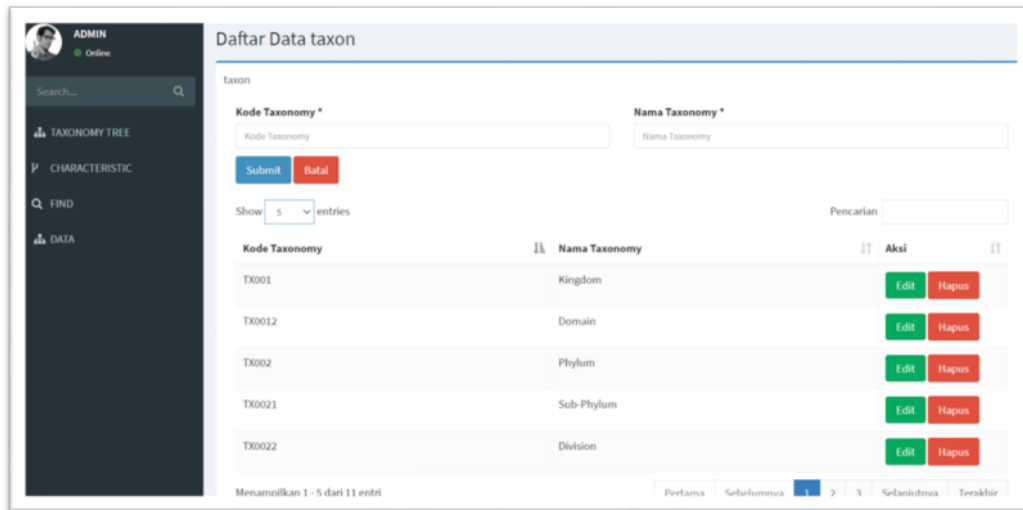 ADMIN
Online
Search...
TAXONOMY TREE
CHARACTERISTIC
FIND
DATA
Daftar Data taxon
taxon
Kode Taxonomy * Nama Taxonomy *
Kode Taxonomy Nama Taxonomy
Submit Batal
Show 5 entries Pencarian
Kode Taxonomy Nama Taxonomy Aksi
TX001 Kingdom Edit Hapus
TX0012 Domain Edit Hapus
TX002 Phylum Edit Hapus
TX0021 Sub-Phylum Edit Hapus
TX0022 Division Edit Hapus
Menampilkan 1 - 5 dari 11 entri Pertama Sebelumnya 1 2 3 Selanjutnya Terakhir